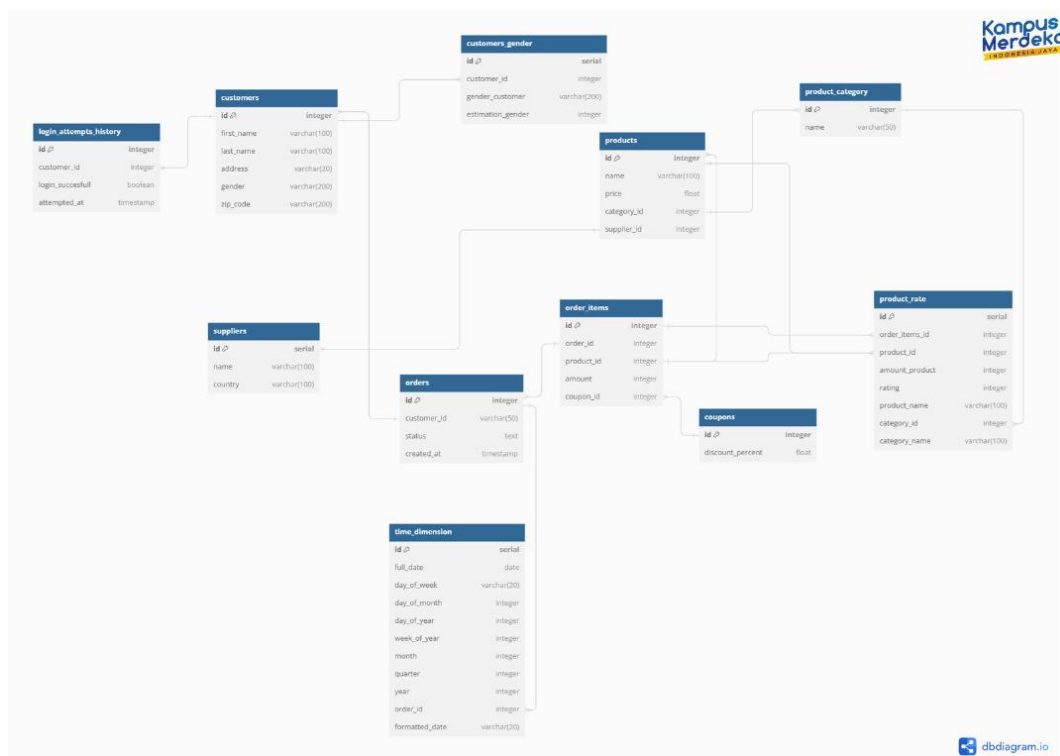 Kampus
Merdeka
INDONESIA JAYA
customers_gender
id serial
customer_id integer
gender_customer varchar(200)
estimation_gender integer
customers
id integer
first_name varchar(100)
last_name varchar(100)
address varchar(20)
gender varchar(200)
zip_code varchar(200)
product_category
id integer
name varchar(50)
login_attempts_history
id integer
customer_id integer
login_succesfull boolean
attempted_at timestamp
products
id integer
name varchar(100)
price float
category_id integer
supplier_id integer
product_rate
id serial
order_items_id integer
product_id integer
amount_product integer
rating integer
product_name varchar(100)
category_id integer
category_name varchar(100)
order_items
id integer
order_id integer
product_id integer
amount integer
coupon_id integer
suppliers
id serial
name varchar(100)
country varchar(100)
orders
id integer
customer_id varchar(50)
status text
created_at timestamp
coupons
id integer
discount_percent float
time_dimension
id serial
full_date date
day_of_week varchar(20)
day_of_month integer
day_of_year integer
week_of_year integer
month integer
quarter integer
year integer
order_id integer
formatted_date varchar(20)
dbdiagram.io